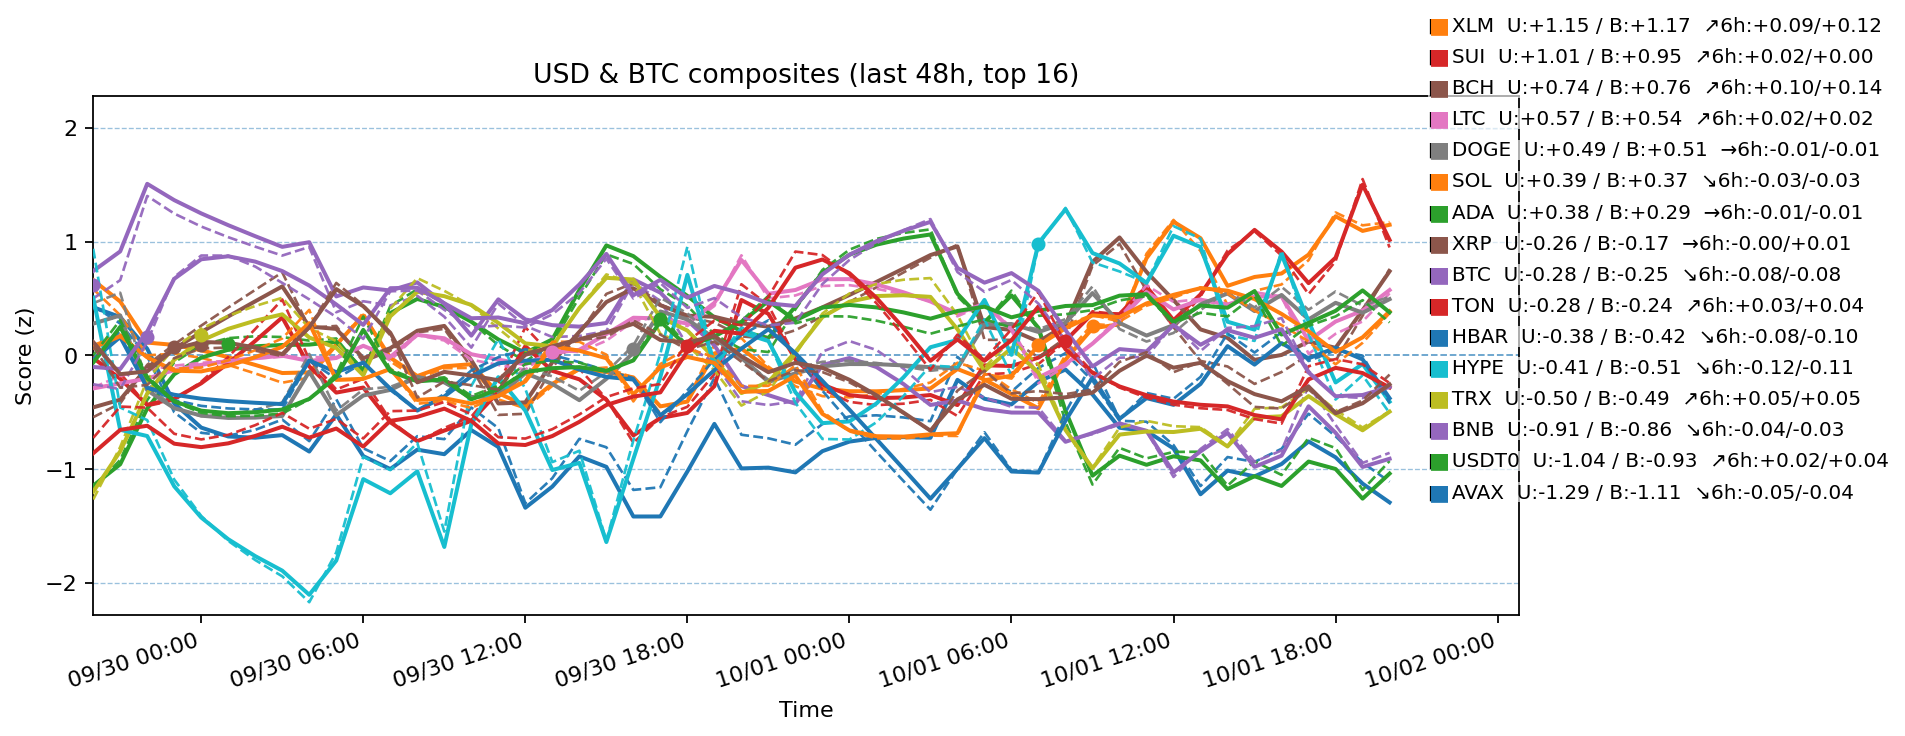 XLM U:+1.15 / B:+1.17 ↗6h:+0.09/+0.12
SUI U:+1.01 / B:+0.95 ↗6h:+0.02/+0.00
BCH U:+0.74 / B:+0.76 ↗6h:+0.10/+0.14
LTC U:+0.57 / B:+0.54 ↗6h:+0.02/+0.02
DOGE U:+0.49 / B:+0.51 →6h:-0.01/-0.01
SOL U:+0.39 / B:+0.37 ↘6h:-0.03/-0.03
ADA U:+0.38 / B:+0.29 →6h:-0.01/-0.01
XRP U:-0.26 / B:-0.17 →6h:-0.00/+0.01
BTC U:-0.28 / B:-0.25 ↘6h:-0.08/-0.08
TON U:-0.28 / B:-0.24 ↗6h:+0.03/+0.04
HBAR U:-0.38 / B:-0.42 ↘6h:-0.08/-0.10
HYPE U:-0.41 / B:-0.51 ↘6h:-0.12/-0.11
TRX U:-0.50 / B:-0.49 ↗6h:+0.05/+0.05
BNB U:-0.91 / B:-0.86 ↘6h:-0.04/-0.03
USDT0 U:-1.04 / B:-0.93 ↗6h:+0.02/+0.04
AVAX U:-1.29 / B:-1.11 ↘6h:-0.05/-0.04
USD & BTC composites (last 48h, top 16)
Score (z)
2
1
0
−1
−2
09/30 00:00
09/30 06:00
09/30 12:00
09/30 18:00
10/01 00:00
10/01 06:00
10/01 12:00
10/01 18:00
10/02 00:00
Time